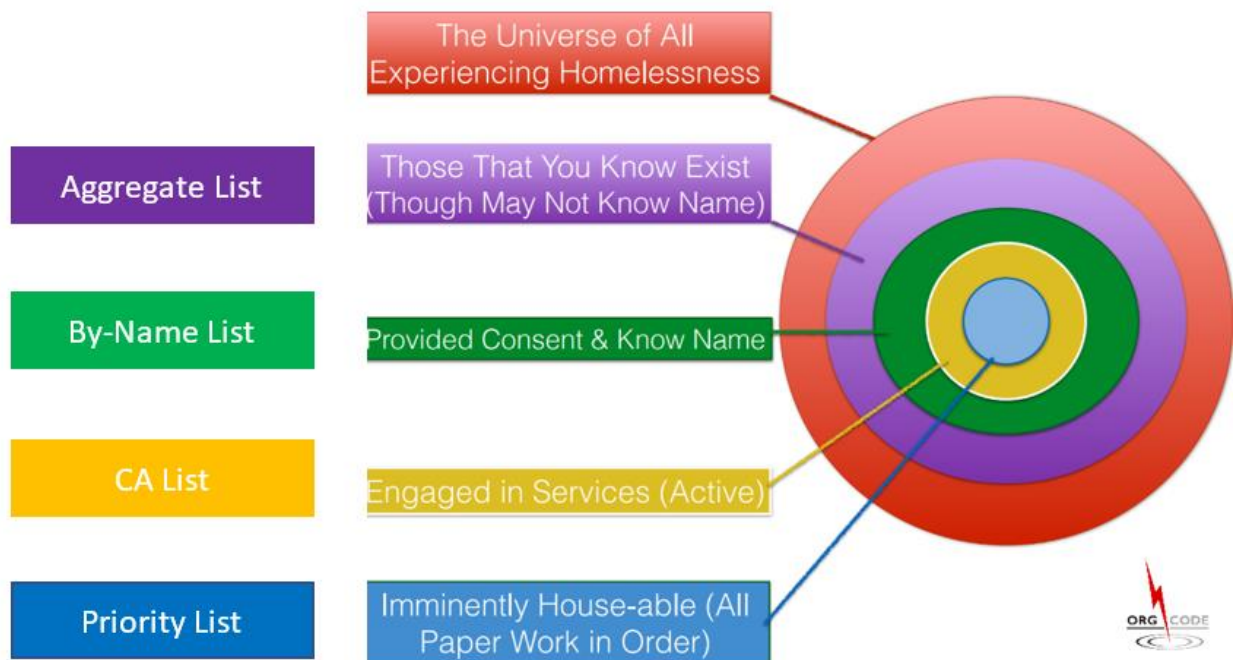 The Universe of All
Experiencing Homelessness
Aggregate List
Those That You Know Exist
(Though May Not Know Name)
By-Name List
Provided Consent & Know Name
CA List
Engaged in Services (Active)
Priority List
Imminently House-able (All
Paper Work in Order)
ORG CODE